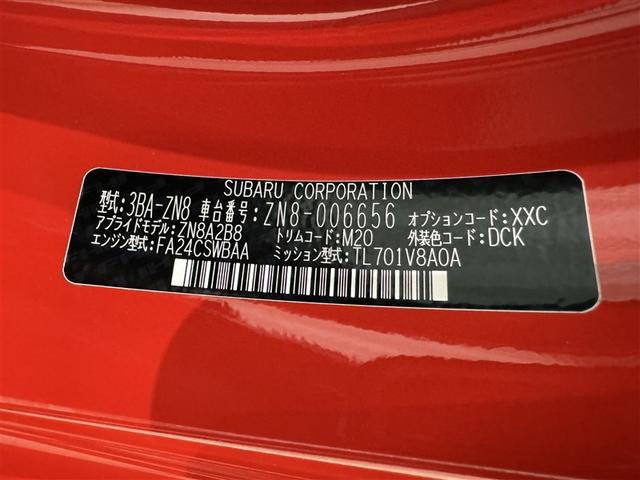 SUBARU CORPORATION
型式:3BA-ZN8 車台番号:ZN8-006656 オプションコード:XXC
アプライドモデル:ZN8A2B8 トリムコード:M20 外装色コード:DCK
エンジン型式:FA24CSWBAA ミッション型式:TL701V8A0A